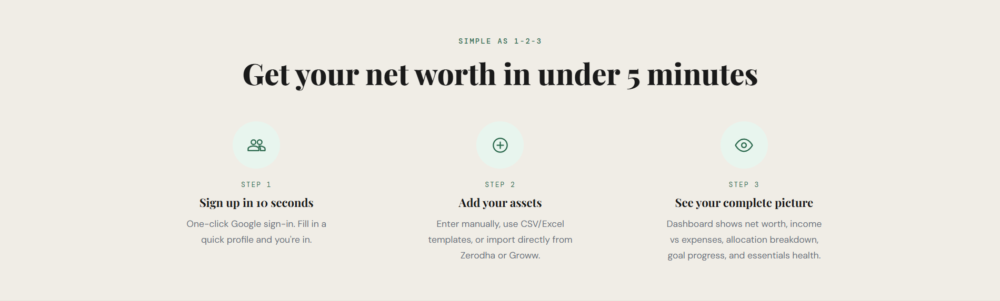 SIMPLE AS 1-2-3
Get your net worth in under 5 minutes
STEP 1
Sign up in 10 seconds
One-click Google sign-in. Fill in a
quick profile and you're in.
STEP 2
Add your assets
Enter manually, use CSV/Excel
templates, or import directly from
Zerodha or Groww.
STEP 3
See your complete picture
Dashboard shows net worth, income
vs expenses, allocation breakdown,
goal progress, and essentials health.